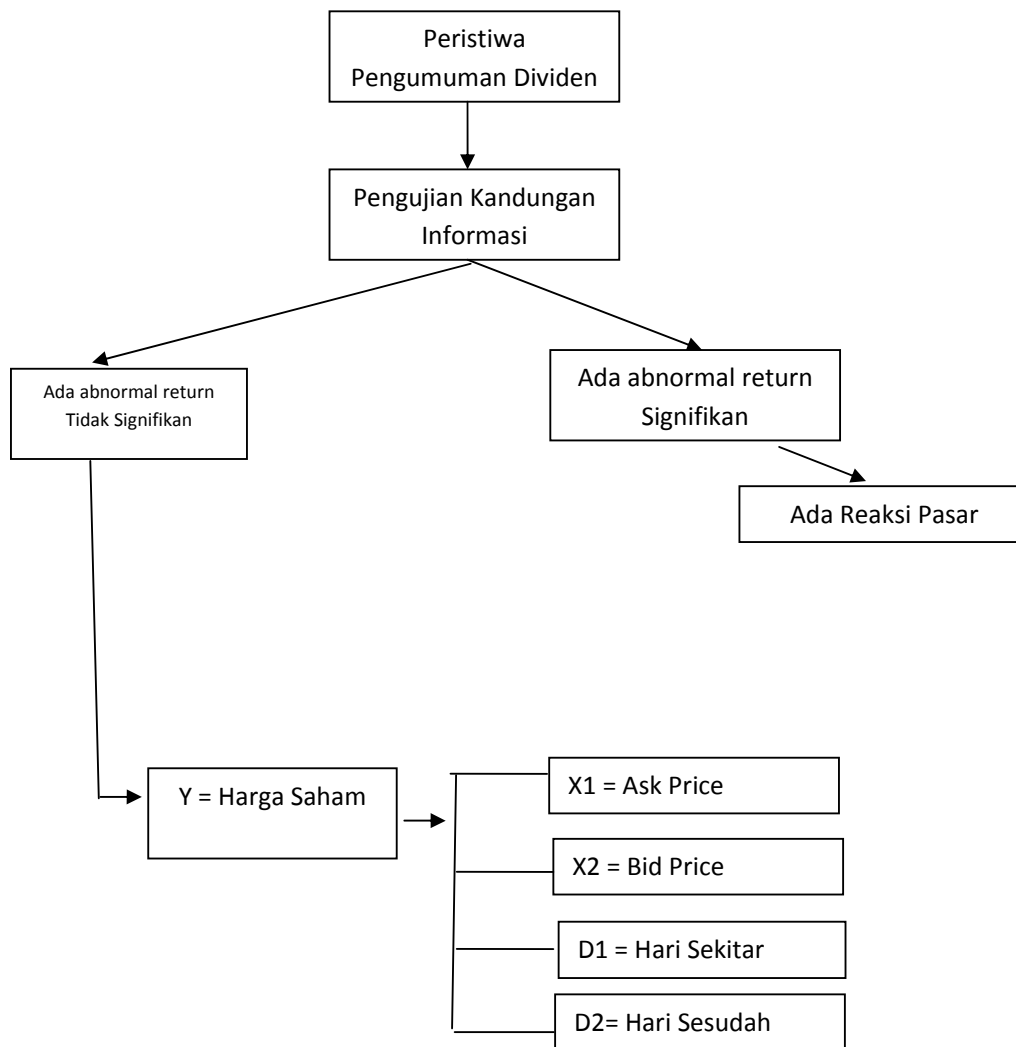 Peristiwa
Pengumuman Dividen
Pengujian Kandungan
Informasi
Ada abnormal return
Tidak Signifikan
Ada abnormal return
Signifikan
Ada Reaksi Pasar
Y = Harga Saham
X1 = Ask Price
X2 = Bid Price
D1 = Hari Sekitar
D2= Hari Sesudah